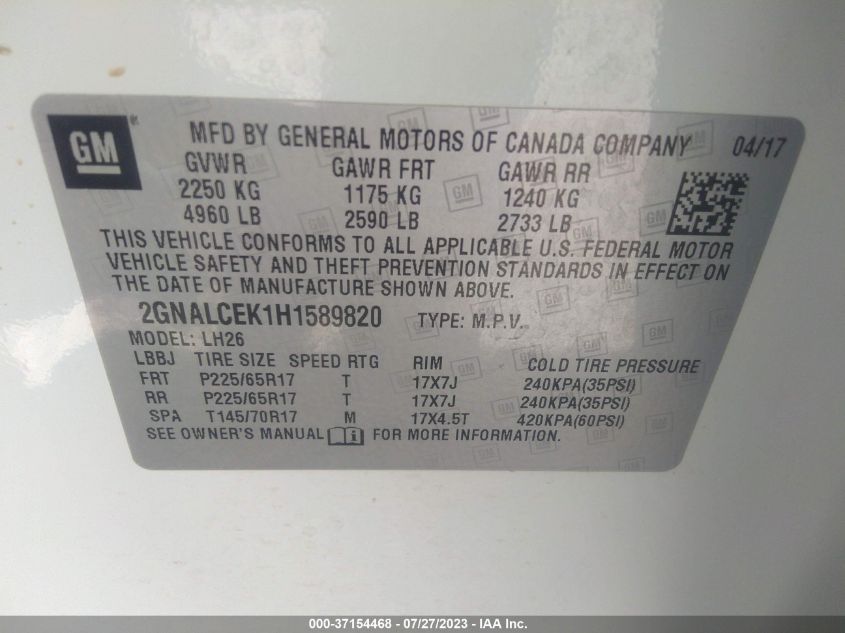 GM
MFD BY GENERAL MOTORS OF CANADA COMPANY 04/17
GVWR GAWR FRT GAWR RR
2250 KG 1175 KG 1240 KG
4960 LB 2590 LB 2733 LB
THIS VEHICLE CONFORMS TO ALL APPLICABLE U.S. FEDERAL MOTOR
VEHICLE SAFETY AND THEFT PREVENTION STANDARDS IN EFFECT ON
THE DATE OF MANUFACTURE SHOWN ABOVE.
2GNALCEK1H1589820 TYPE: M.P.V.
MODEL: LH26
LBBJ TIRE SIZE SPEED RTG RIM COLD TIRE PRESSURE
FRT P225/65R17 T 17X7J 240KPA(35PSI)
RR P225/65R17 T 17X7J 240KPA(35PSI)
SPA T145/70R17 M 17X4.5T 420KPA(60PSI)
SEE OWNER'S MANUAL FOR MORE INFORMATION.
000-37154468 - 07/27/2023 - IAA Inc.